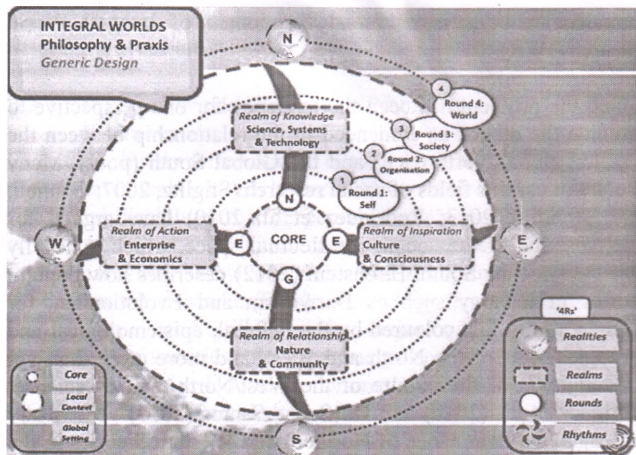 INTEGRAL WORLDS
Philosophy & Praxis
Generic Design
N
4
Round 4:
World
3
Round 3:
Society
2
Round 2:
Organisation
1
Round 1:
Self
Realm of Knowledge
Science, Systems
& Technology
N
W
Realm of Action
Enterprise
& Economics
E
CORE
E
Realm of Inspiration
Culture
& Consciousness
E
G
Realm of Relationship
Nature
& Community
S
Core
Local
Context
Global
Setting
'4Rs'
Realities
Realms
Rounds
Rhythms